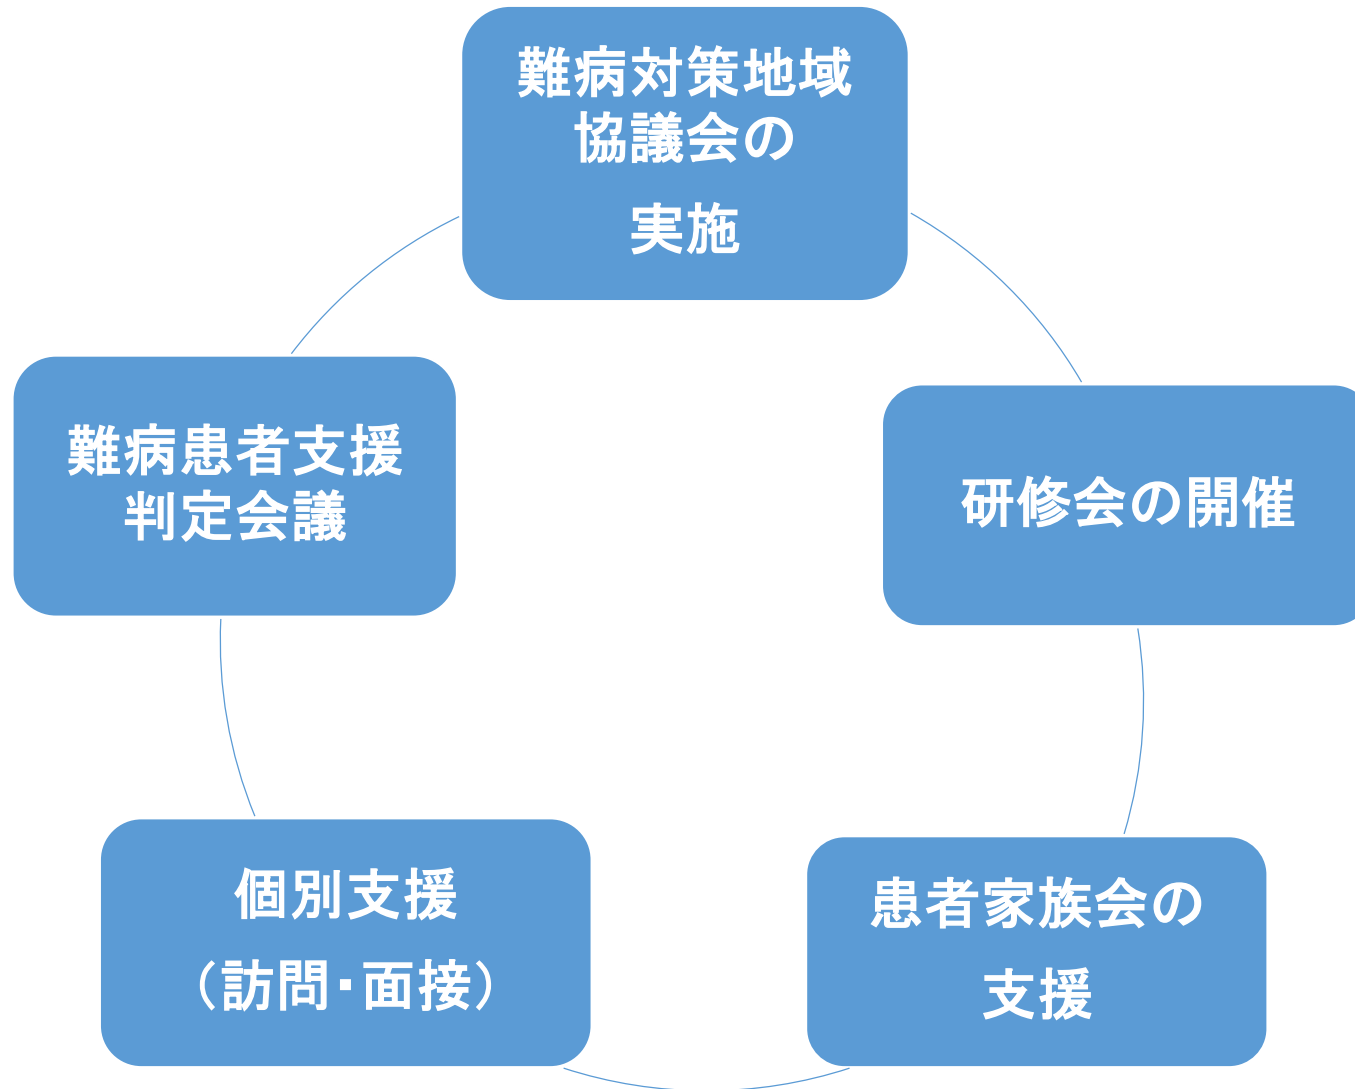 難病対策地域
協議会の
実施
難病患者支援
判定会議
研修会の開催
個別支援
（訪問・面接）
患者家族会の
支援